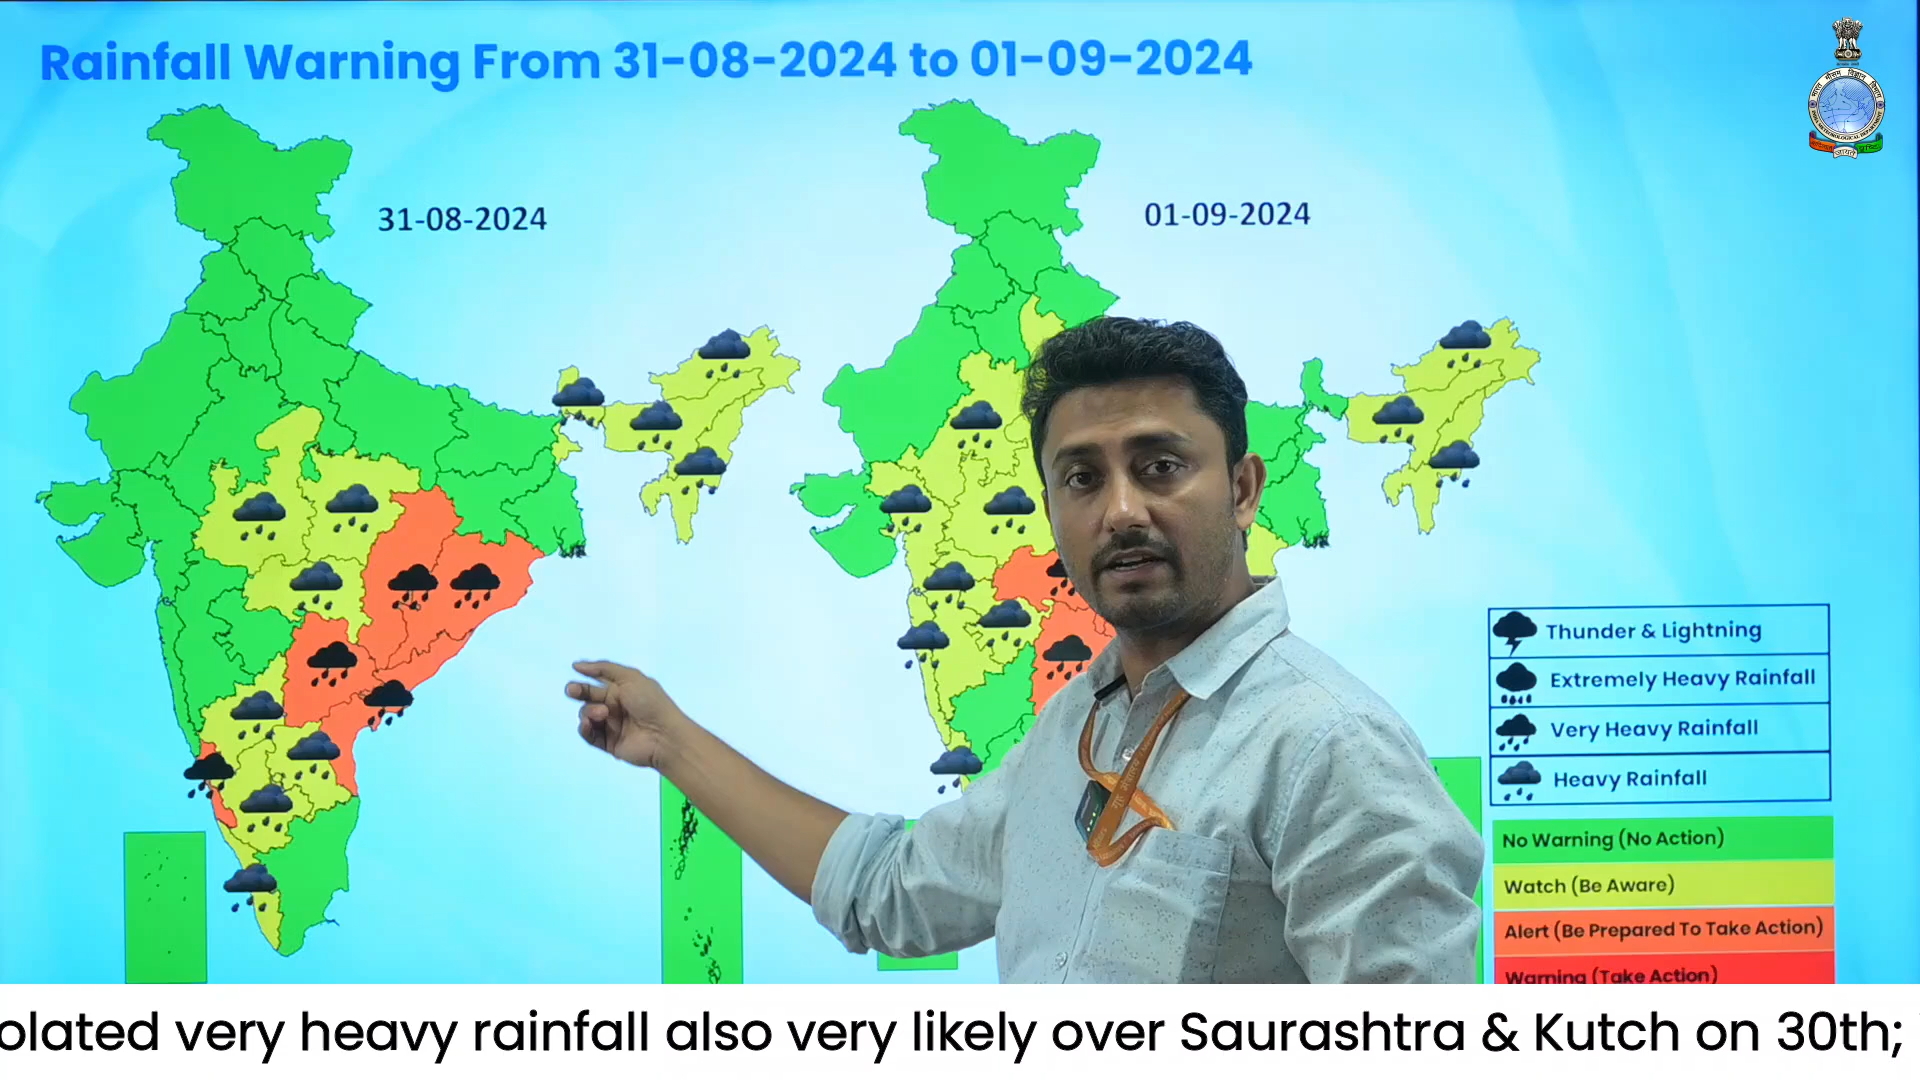 Rainfall Warning From 31-08-2024 to 01-09-2024
31-08-2024
01-09-2024
Thunder & Lightning
Extremely Heavy Rainfall
Very Heavy Rainfall
Heavy Rainfall
No Warning (No Action)
Watch (Be Aware)
Alert (Be Prepared To Take Action)
Warning (Take Action)
olated very heavy rainfall also very likely over Saurashtra & Kutch on 30th;